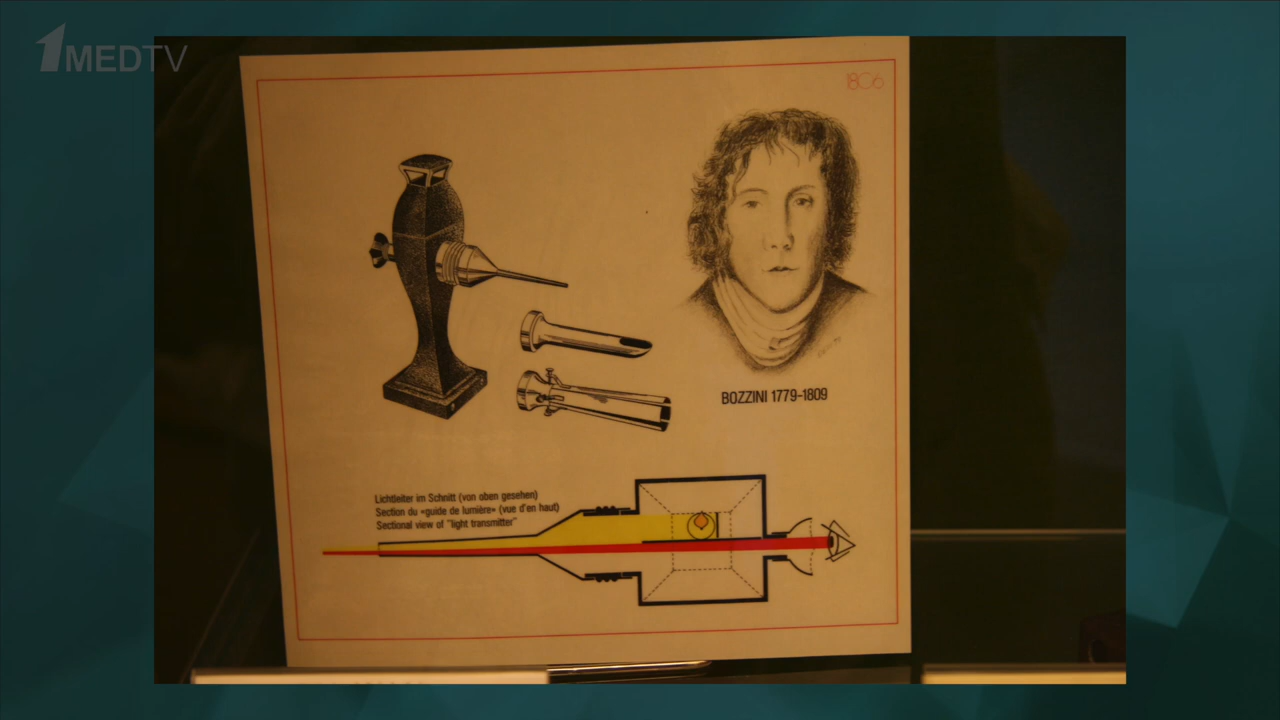 1MEDTV
1806
BOZZINI 1779-1809
Lichtleiter im Schnitt (von oben gesehen)
Section du «guide de lumière» (vue d'en haut)
Sectional view of "light transmitter"